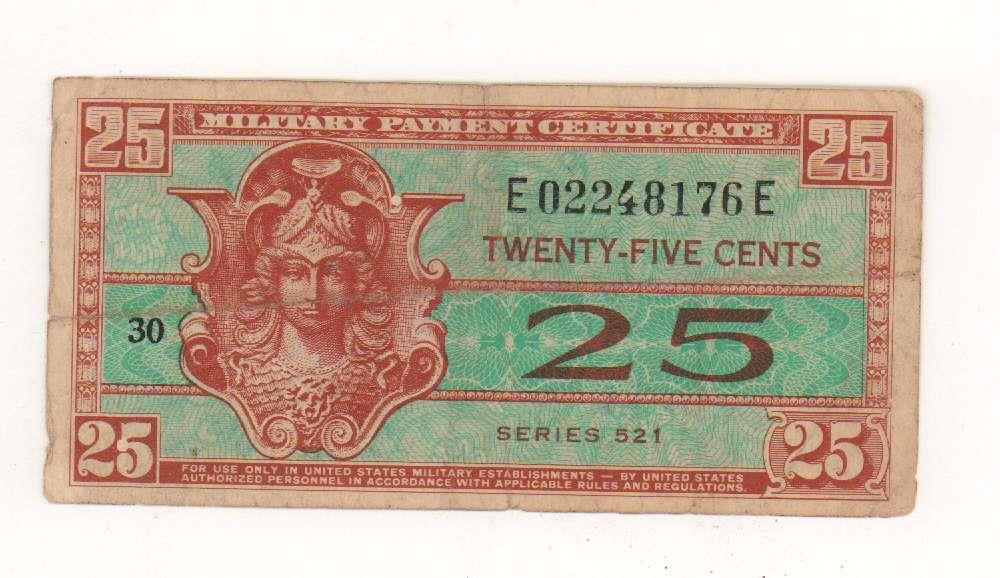 25 MILITARY PAYMENT CERTIFICATE 25
E02248176E
TWENTY-FIVE CENTS
30 25
SERIES 521
25 25
FOR USE ONLY IN UNITED STATES MILITARY ESTABLISHMENTS — BY UNITED STATES
AUTHORIZED PERSONNEL IN ACCORDANCE WITH APPLICABLE RULES AND REGULATIONS.